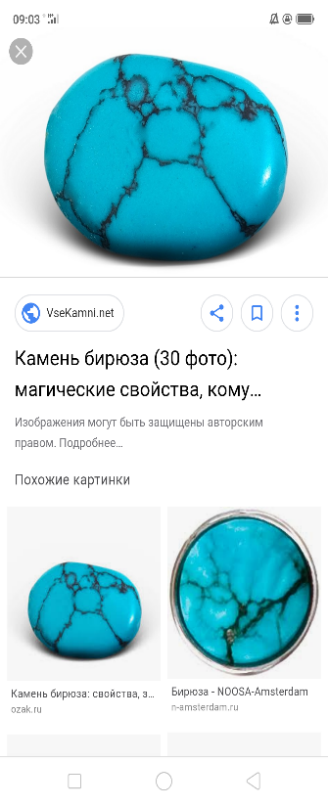 09:03
VseKamni.net
Камень бирюза (30 фото):
магические свойства, кому...
Изображения могут быть защищены авторским
правом. Подробнее...
Похожие картинки
Камень бирюза: свойства, з...
ozak.ru
Бирюза - NOOSA-Amsterdam
n-amsterdam.ru